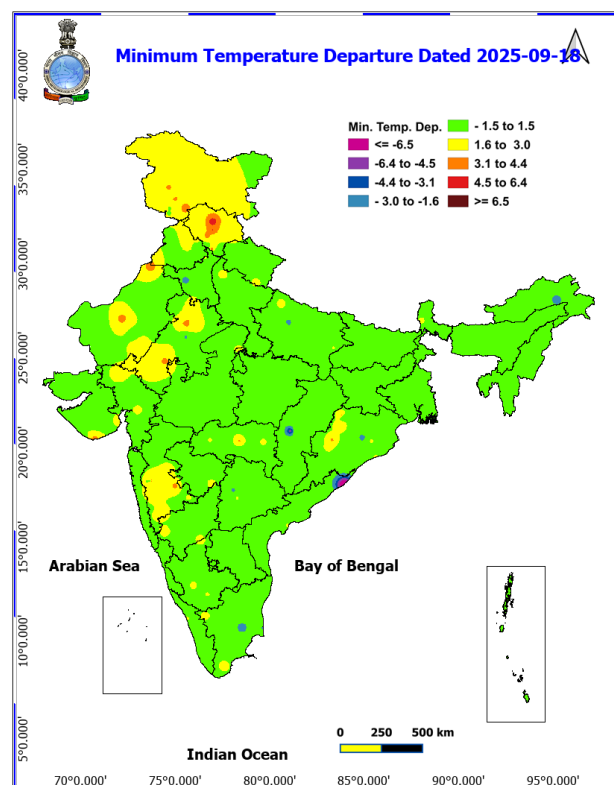 Minimum Temperature Departure Dated 2025-09-18
Min. Temp. Dep.
<= -6.5
-6.4 to -4.5
-4.4 to -3.1
- 3.0 to -1.6
- 1.5 to 1.5
1.6 to 3.0
3.1 to 4.4
4.5 to 6.4
>= 6.5
40°0.000'
35°0.000'
30°0.000'
25°0.000'
20°0.000'
15°0.000'
10°0.000'
5°0.000'
Arabian Sea
Bay of Bengal
Indian Ocean
0 250 500 km
70°0.000' 75°0.000' 80°0.000' 85°0.000' 90°0.000' 95°0.000'